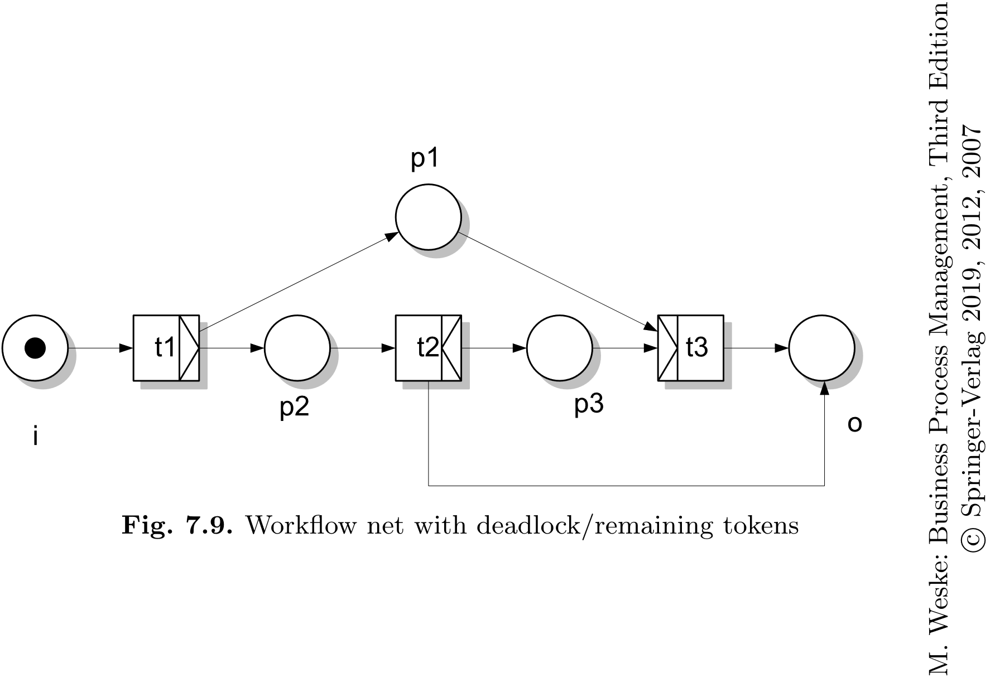 p1
t1
t2
t3
p2
p3
i
o
Fig. 7.9. Workflow net with deadlock/remaining tokens
M. Weske: Business Process Management, Third Edition
© Springer-Verlag 2019, 2012, 2007